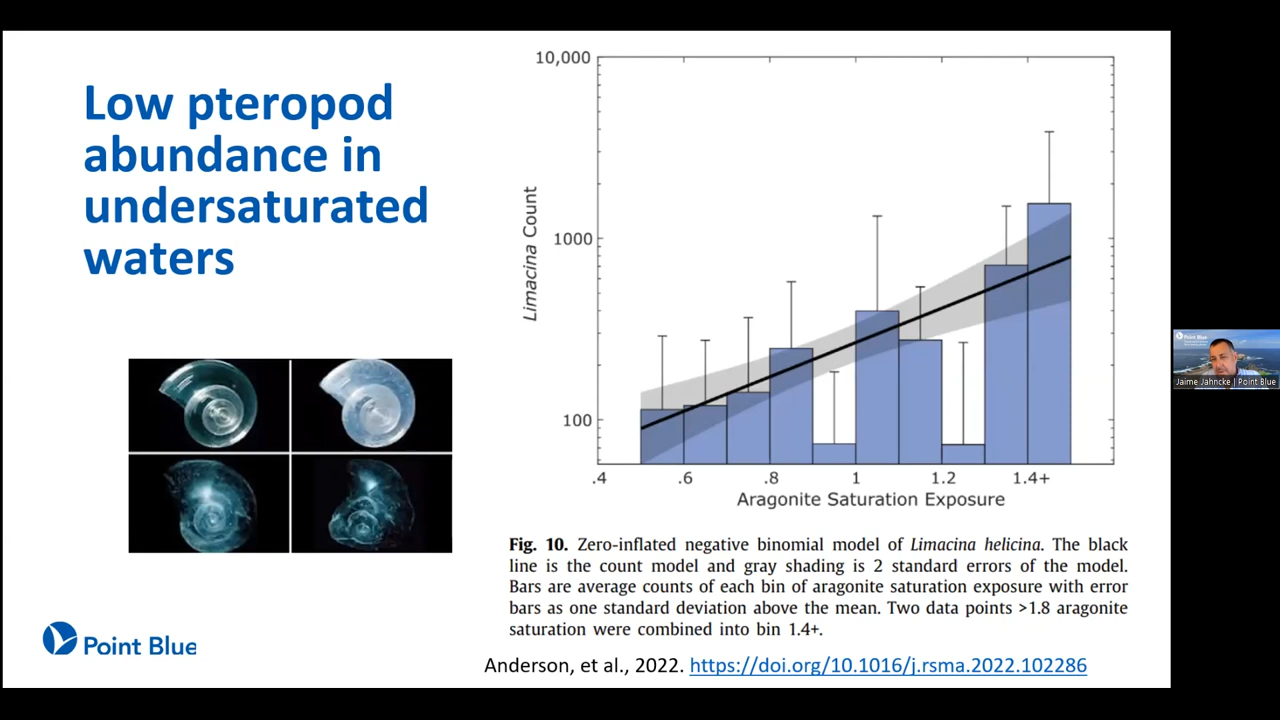 Low pteropod
abundance in
undersaturated
waters
Point Blue
10,000
1000
100
Limacina Count
.4
.6
.8
1
1.2
1.4+
Aragonite Saturation Exposure
Fig. 10. Zero-inflated negative binomial model of Limacina helicina. The black
line is the count model and gray shading is 2 standard errors of the model.
Bars are average counts of each bin of aragonite saturation exposure with error
bars as one standard deviation above the mean. Two data points >1.8 aragonite
saturation were combined into bin 1.4+.
Anderson, et al., 2022. https://doi.org/10.1016/j.rsma.2022.102286
Point Blue
Jaime Jahncke | Point Blue